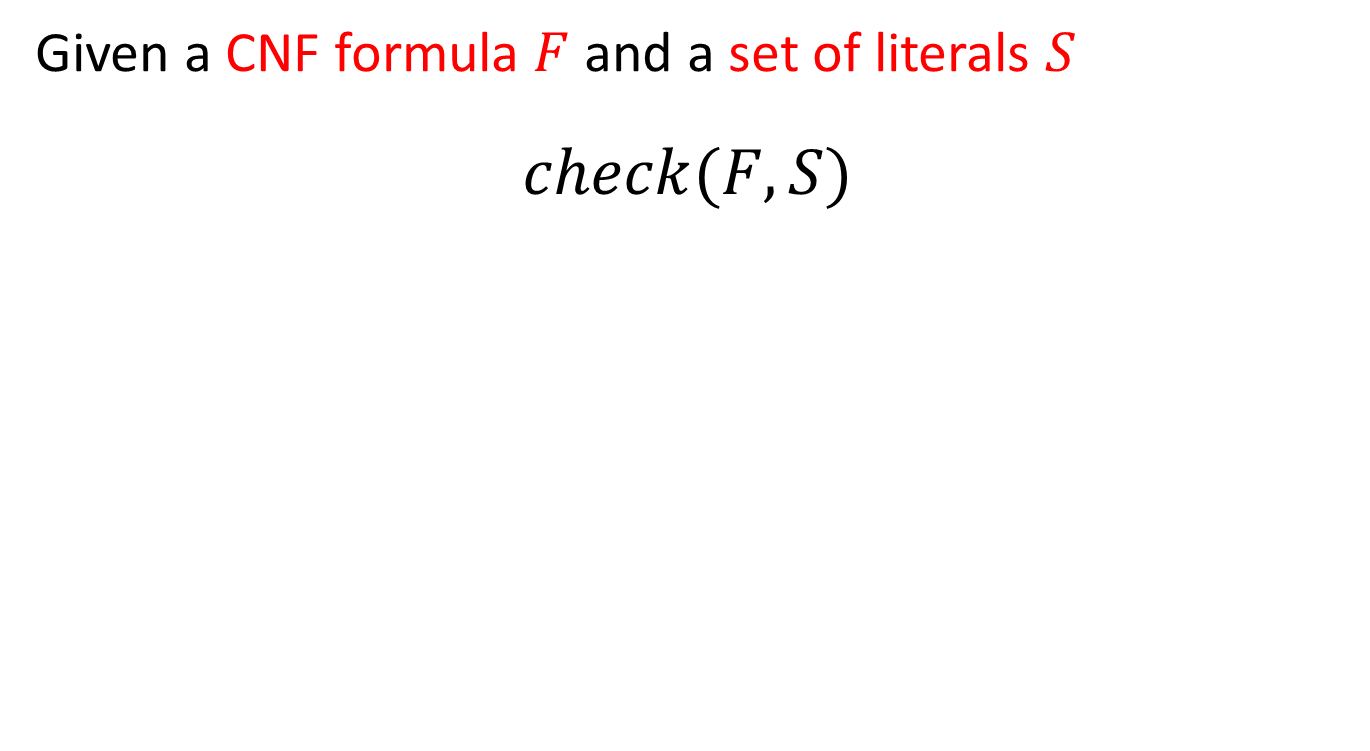 Given a CNF formula F and a set of literals S
check(F, S)